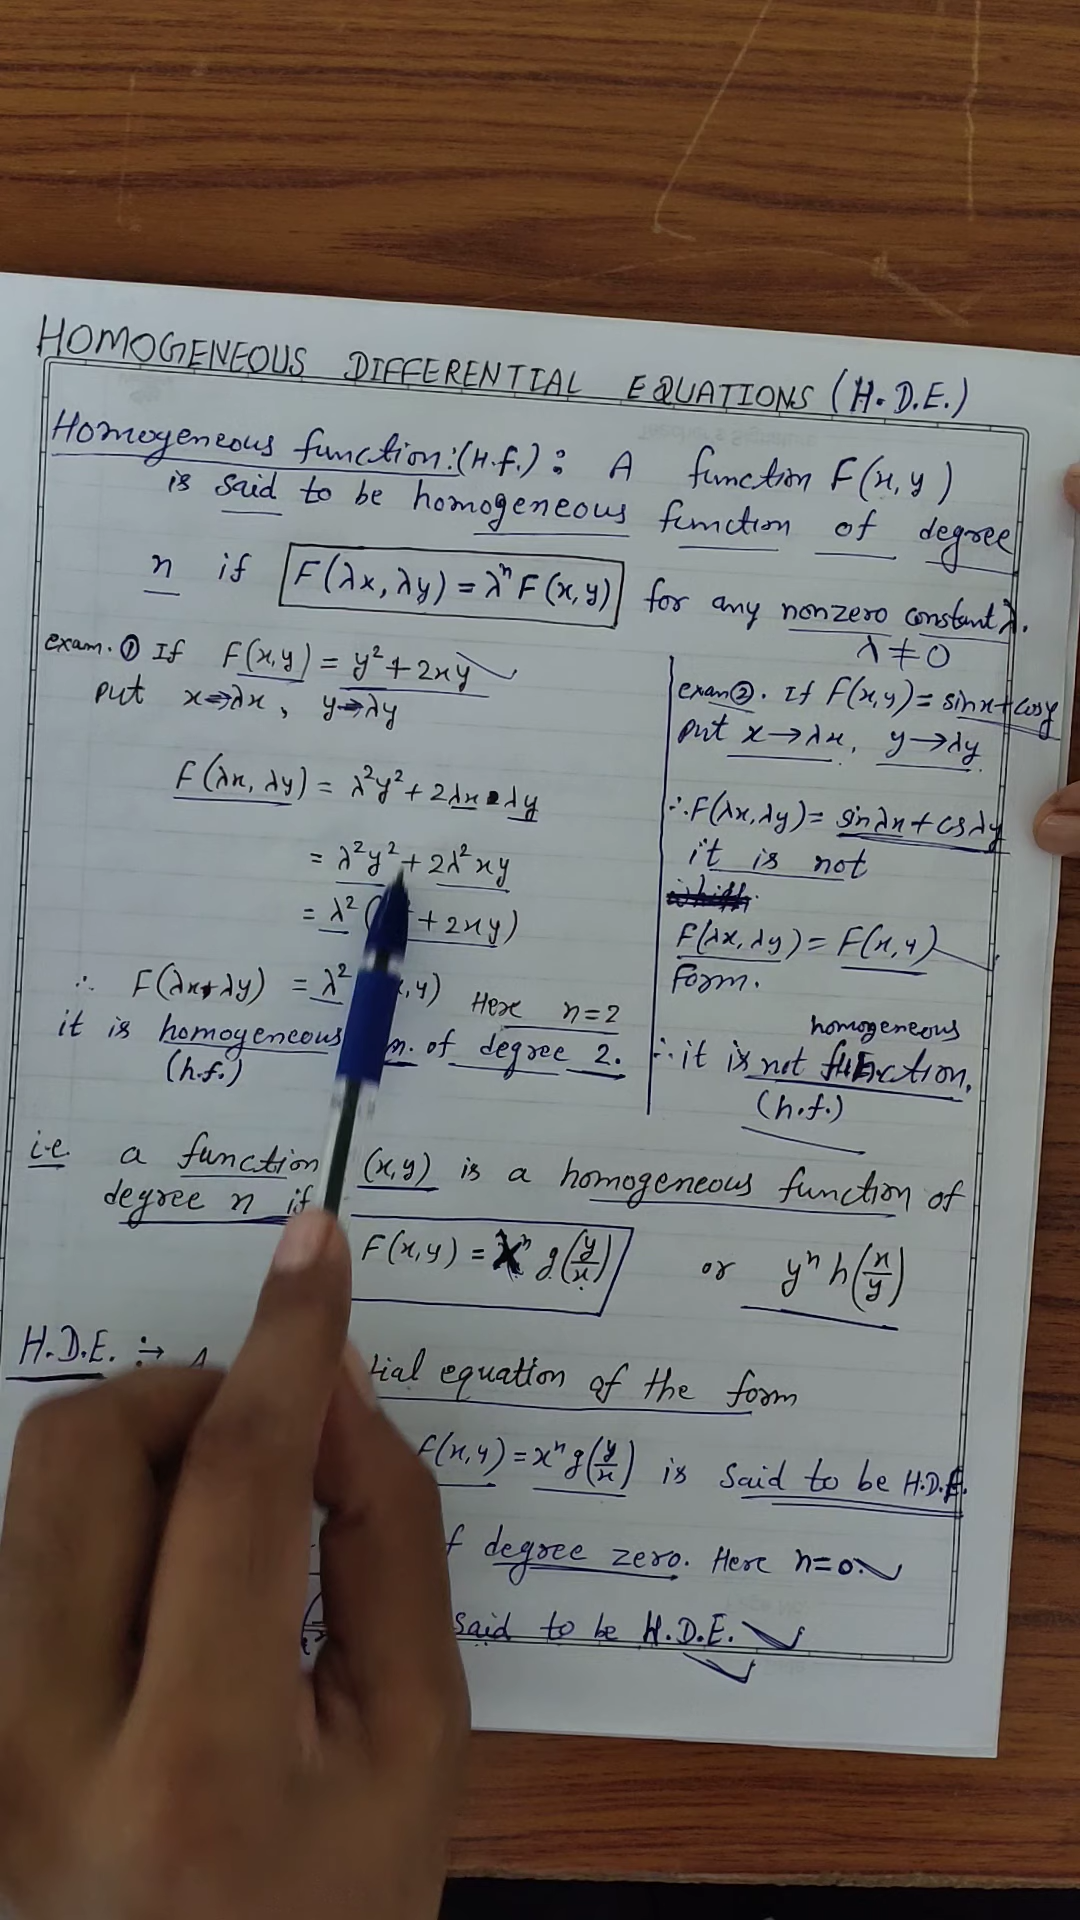 HOMOGENEOUS DIFFERENTIAL EQUATIONS (H.D.E.)
Homogeneous function:(H.f.): A function F(x,y)
is said to be homogeneous function of degree
n if F(λx, λy) = λⁿ F(x,y) for any nonzero constant λ.
λ ≠ 0
exam. ① If F(x,y) = y² + 2xy
put x→λx, y→λy
F(λx, λy) = λ²y² + 2λx•λy
= λ²y² + 2λ²xy
= λ² ( + 2xy)
∴ F(λx,λy) = λ² x,y) Here n=2
it is homogeneous n. of degree 2.
(h.f.)
exam②. If F(x,y) = sinx + cosy
put x→λx, y→λy
∴F(λx,λy) = sinλx + cosλy
it is not
F(λx, λy) = F(x,y)
Form.
homogeneous
∴it is not function.
(h.f.)
i.e. a function (x,y) is a homogeneous function of
degree n if
F(x,y) = xⁿ g(y/x) or yⁿ h(x/y)
H.D.E. :→ A tial equation of the form
F(x,y) = xⁿ g(y/x) is said to be H.D.E.
f degree zero. Here n=0.
said to be H.D.E.